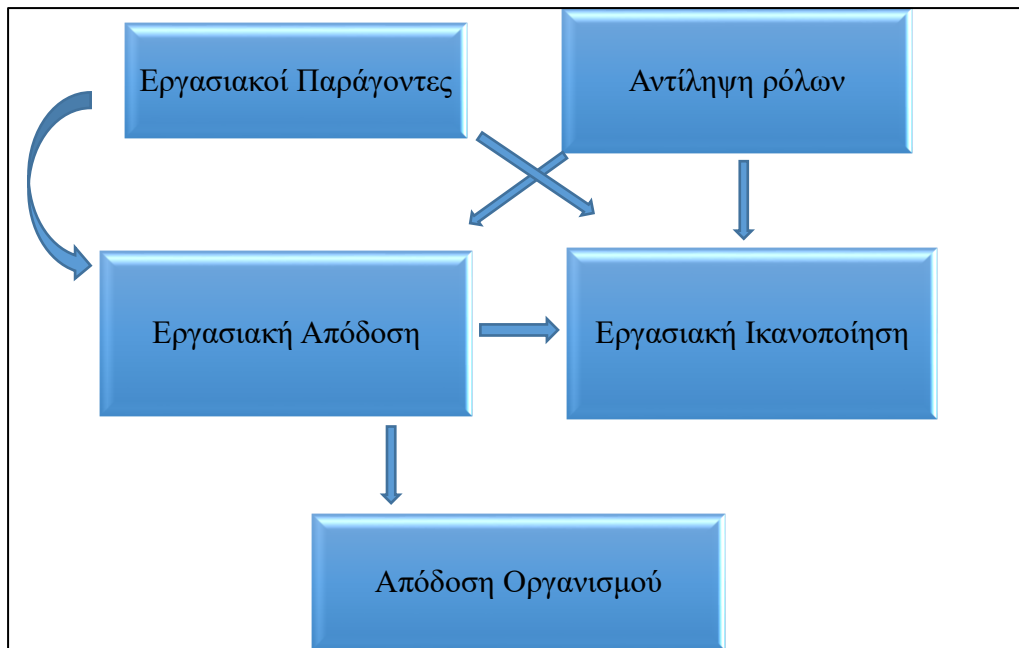 Εργασιακοί Παράγοντες
Αντίληψη ρόλων
Εργασιακή Απόδοση
Εργασιακή Ικανοποίηση
Απόδοση Οργανισμού